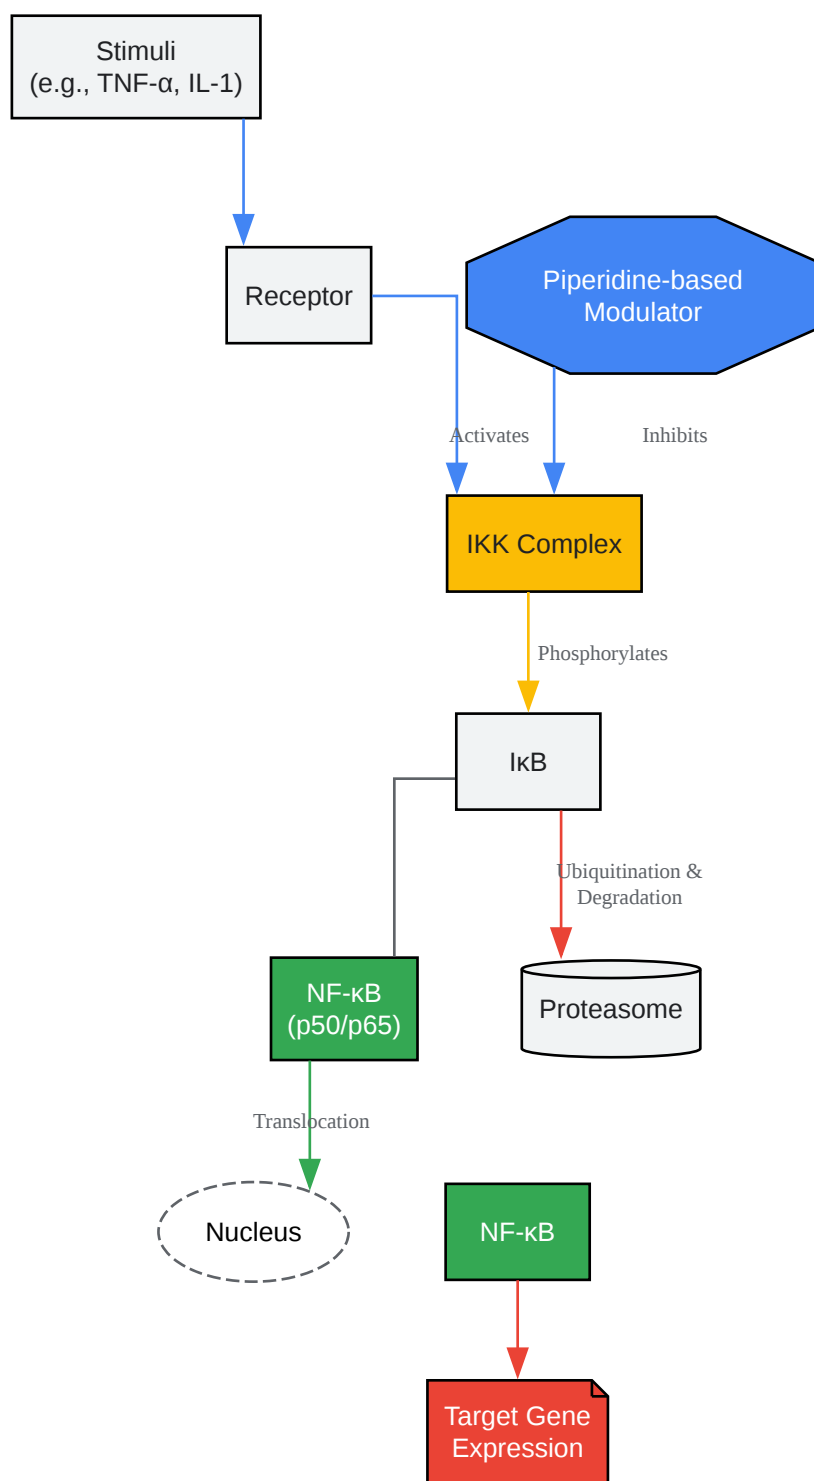 Stimuli
(e.g., TNF-α, IL-1)
Receptor
Piperidine-based
Modulator
Activates
Inhibits
IKK Complex
Phosphorylates
IκB
Ubiquitination &
Degradation
NF-κB
(p50/p65)
Proteasome
Translocation
Nucleus
NF-κB
Target Gene
Expression